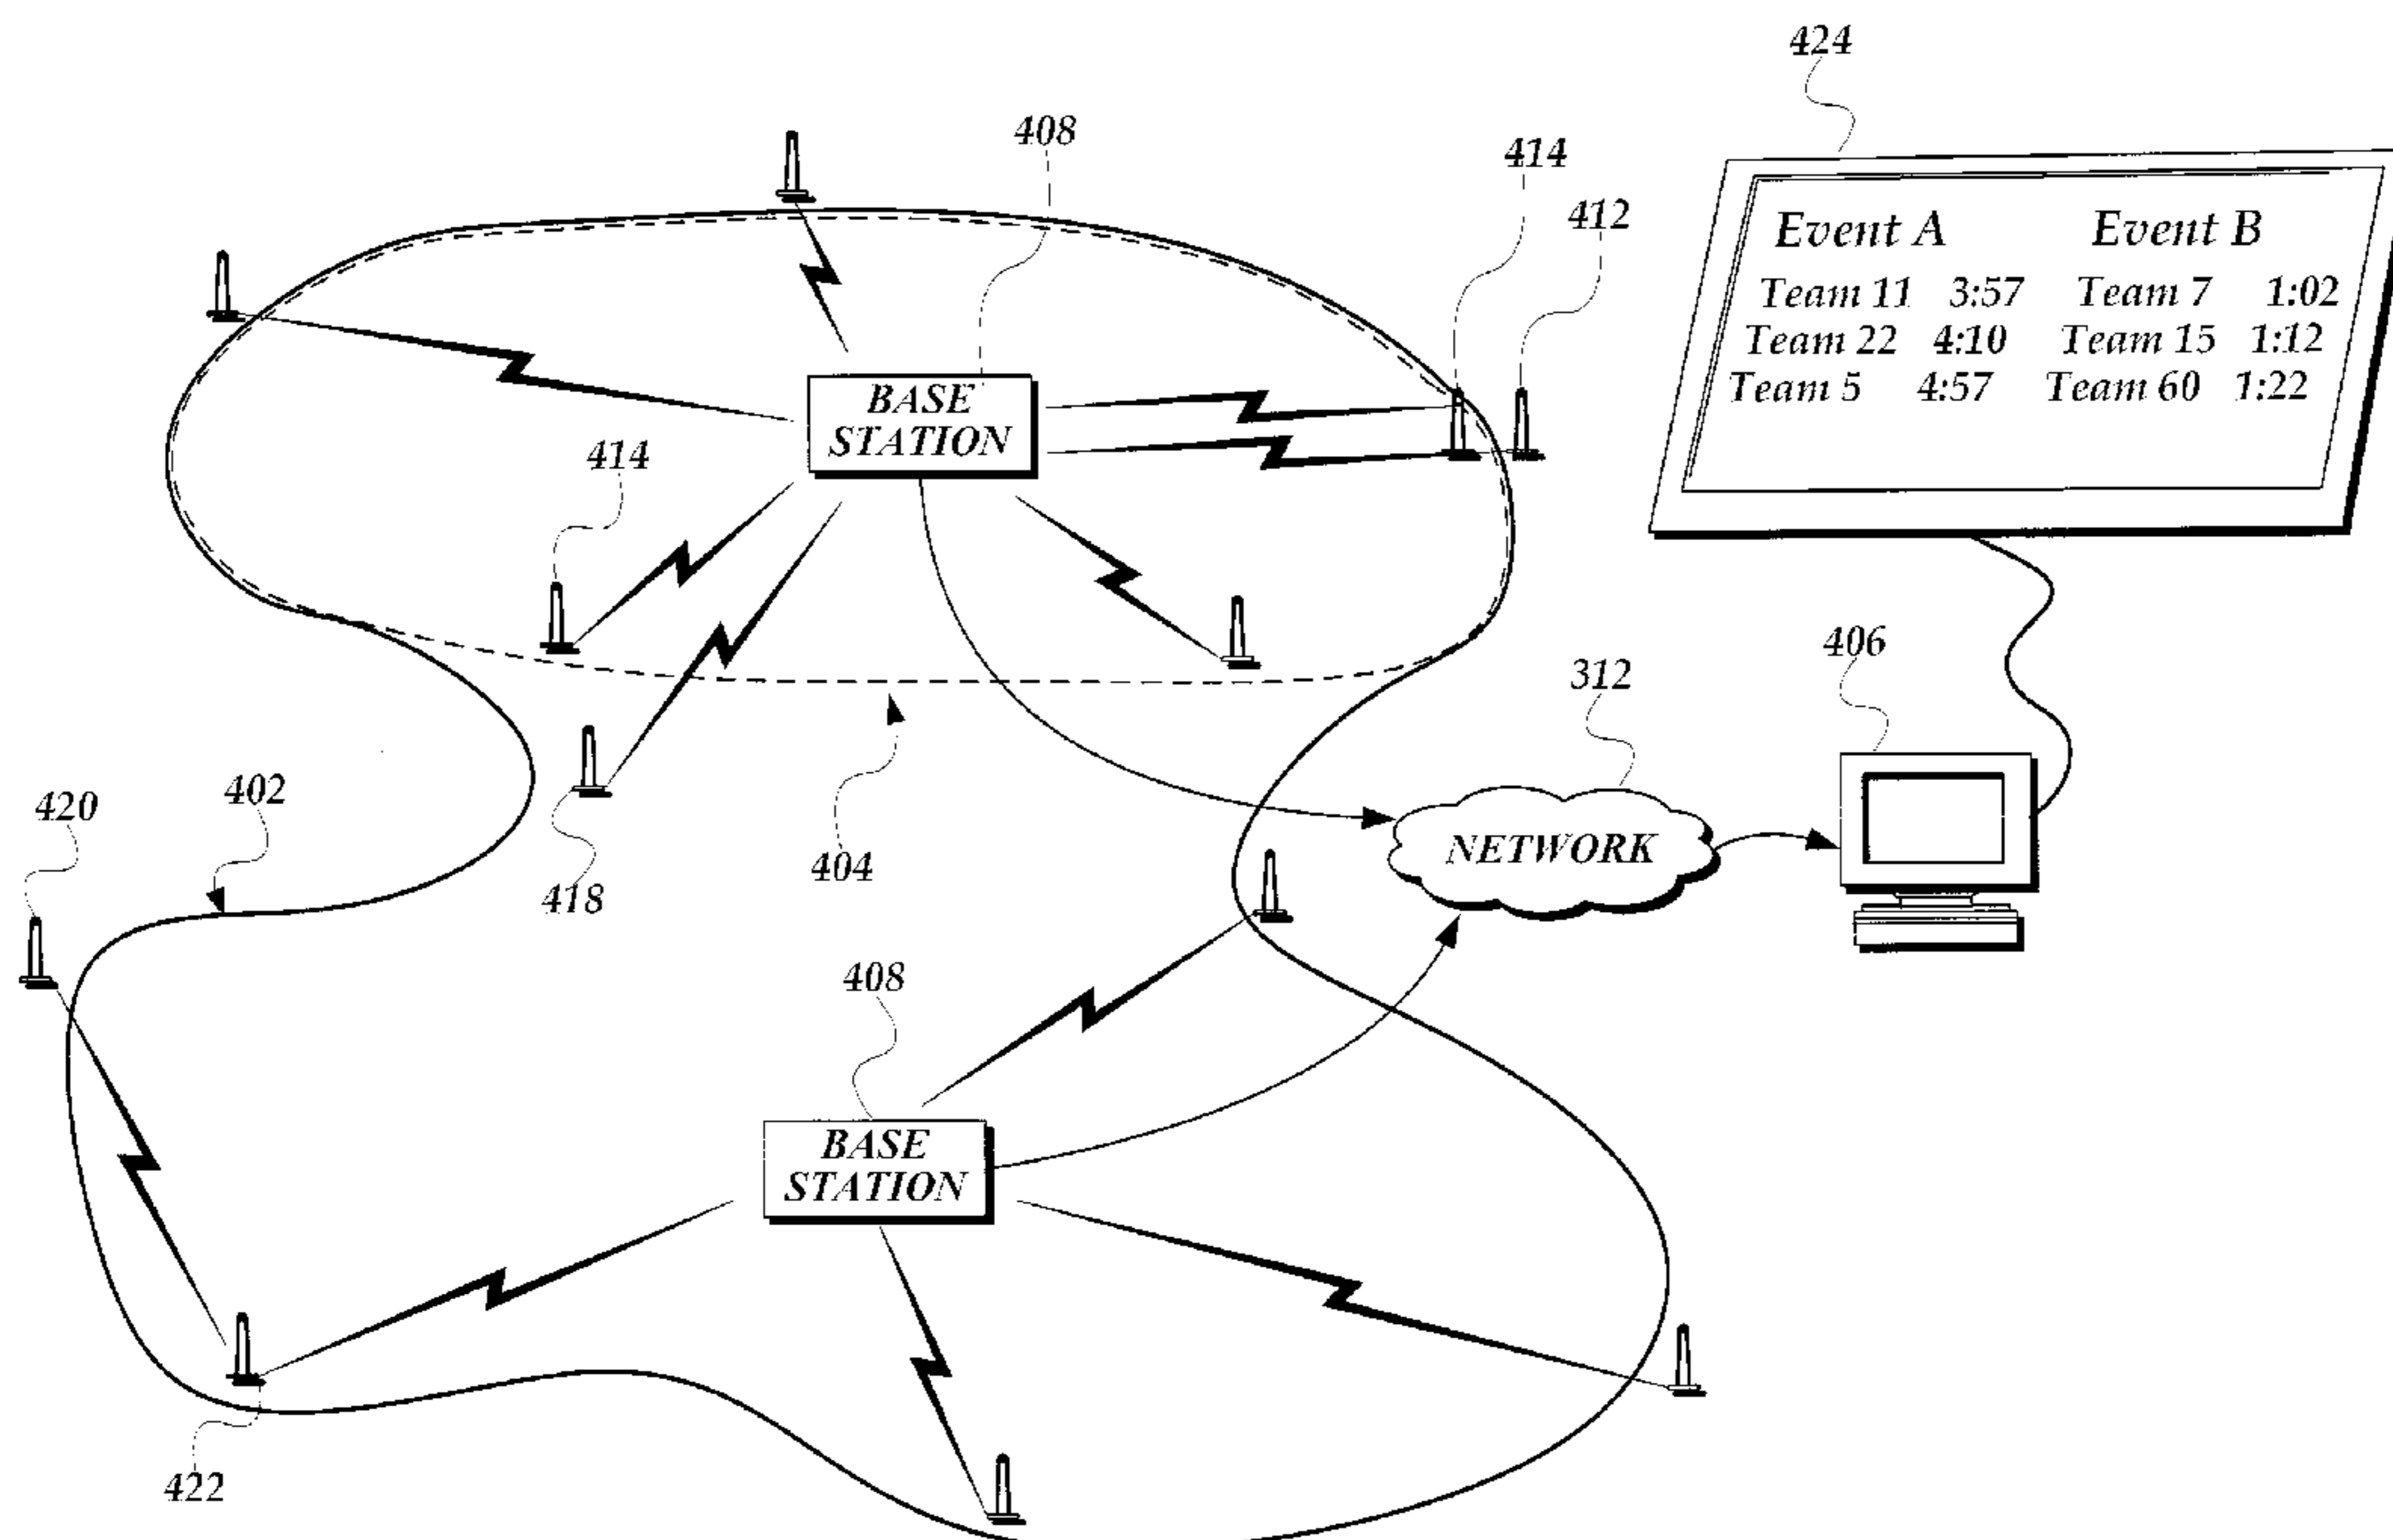 424
408
414
412
Event A Event B
Team 11 3:57 Team 7 1:02
Team 22 4:10 Team 15 1:12
Team 5 4:57 Team 60 1:22
BASE
STATION
414
406
312
402
420
404
418
NETWORK
408
BASE
STATION
422